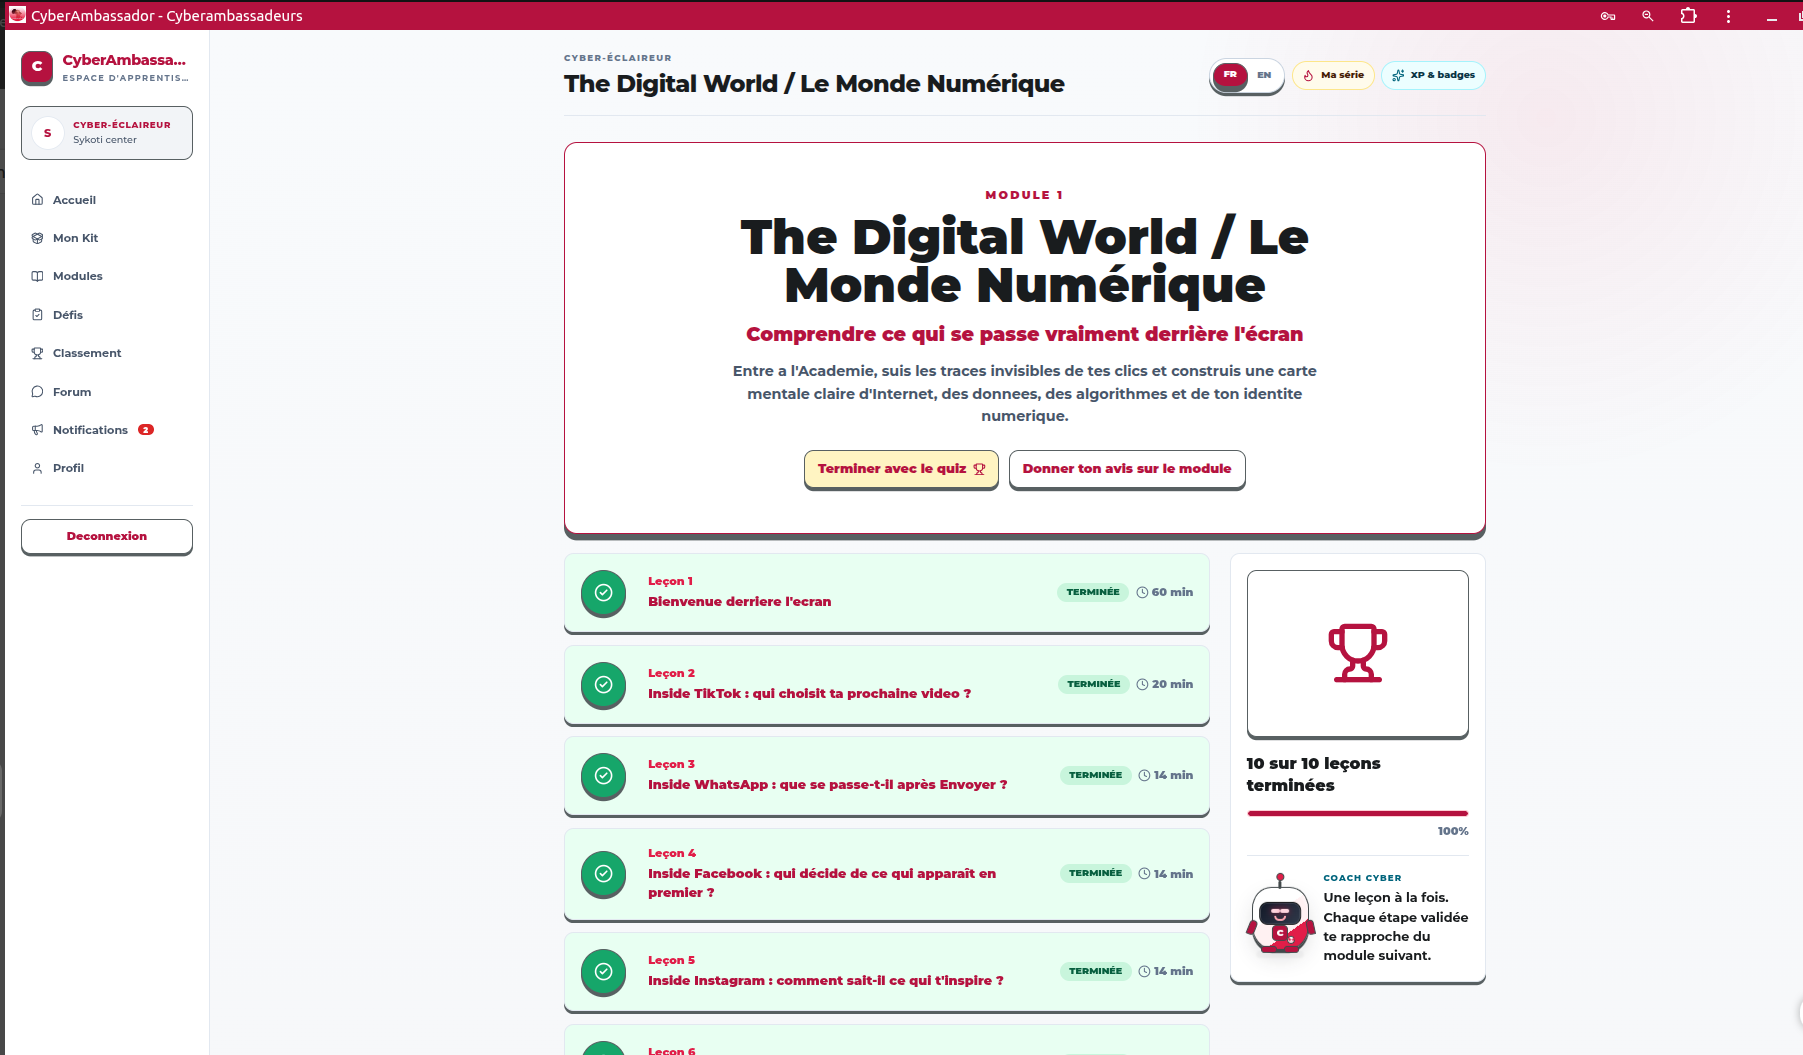 CyberAmbassador - Cyberambassadeurs
C
CyberAmbassa...
ESPACE D'APPRENTIS...
S
CYBER-ÉCLAIREUR
Sykoti center
Accueil
Mon Kit
Modules
Défis
Classement
Forum
Notifications 2
Profil
Deconnexion
CYBER-ÉCLAIREUR
The Digital World / Le Monde Numérique
FR EN
Ma série
XP & badges
MODULE 1
The Digital World / Le
Monde Numérique
Comprendre ce qui se passe vraiment derrière l'écran
Entre a l'Academie, suis les traces invisibles de tes clics et construis une carte
mentale claire d'Internet, des donnees, des algorithmes et de ton identite
numerique.
Terminer avec le quiz
Donner ton avis sur le module
Leçon 1
Bienvenue derriere l'ecran
TERMINÉE 60 min
Leçon 2
Inside TikTok : qui choisit ta prochaine video ?
TERMINÉE 20 min
Leçon 3
Inside WhatsApp : que se passe-t-il après Envoyer ?
TERMINÉE 14 min
Leçon 4
Inside Facebook : qui décide de ce qui apparaît en
premier ?
TERMINÉE 14 min
Leçon 5
Inside Instagram : comment sait-il ce qui t'inspire ?
TERMINÉE 14 min
Leçon 6
10 sur 10 leçons
terminées
100%
COACH CYBER
Une leçon à la fois.
Chaque étape validée
te rapproche du
module suivant.
C